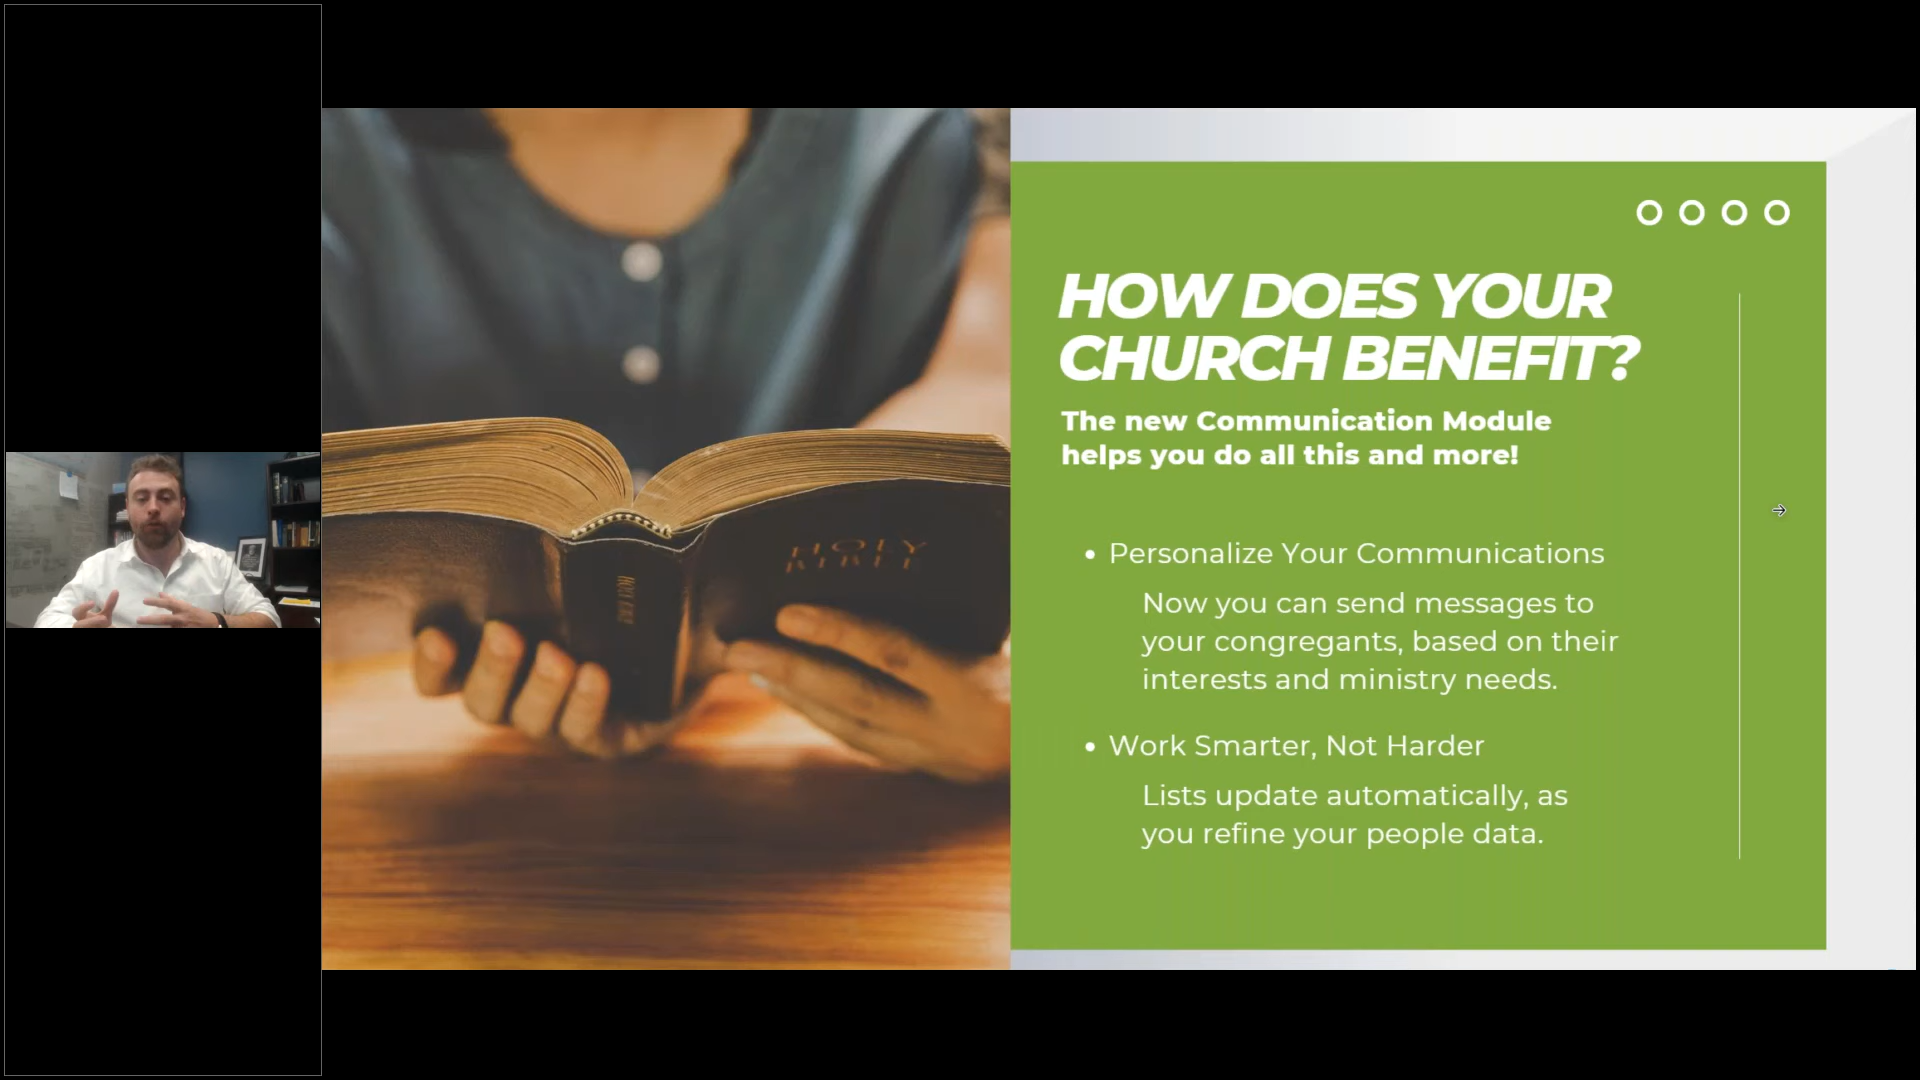 HOW DOES YOUR
CHURCH BENEFIT?
The new Communication Module
helps you do all this and more!
• Personalize Your Communications
Now you can send messages to
your congregants, based on their
interests and ministry needs.
• Work Smarter, Not Harder
Lists update automatically, as
you refine your people data.
HOLY
BIBLE
HOLY BIBLE